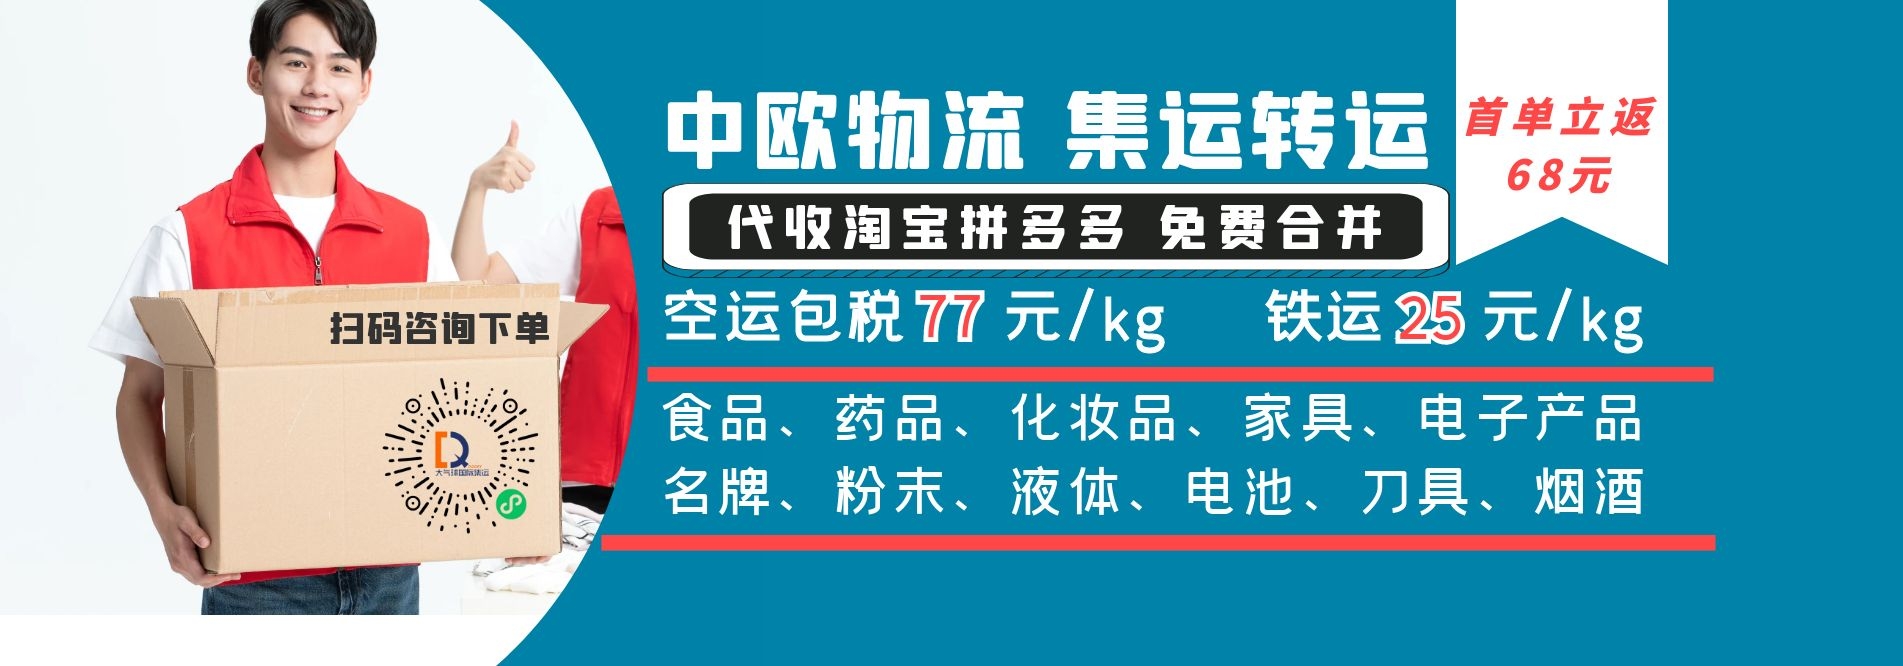 中欧物流 集运转运
首单立返
68元
代收淘宝拼多多 免费合并
空运包税77元/kg 铁运25元/kg
食品、药品、化妆品、家具、电子产品
名牌、粉末、液体、电池、刀具、烟酒
扫码咨询下单
大气球国际集运